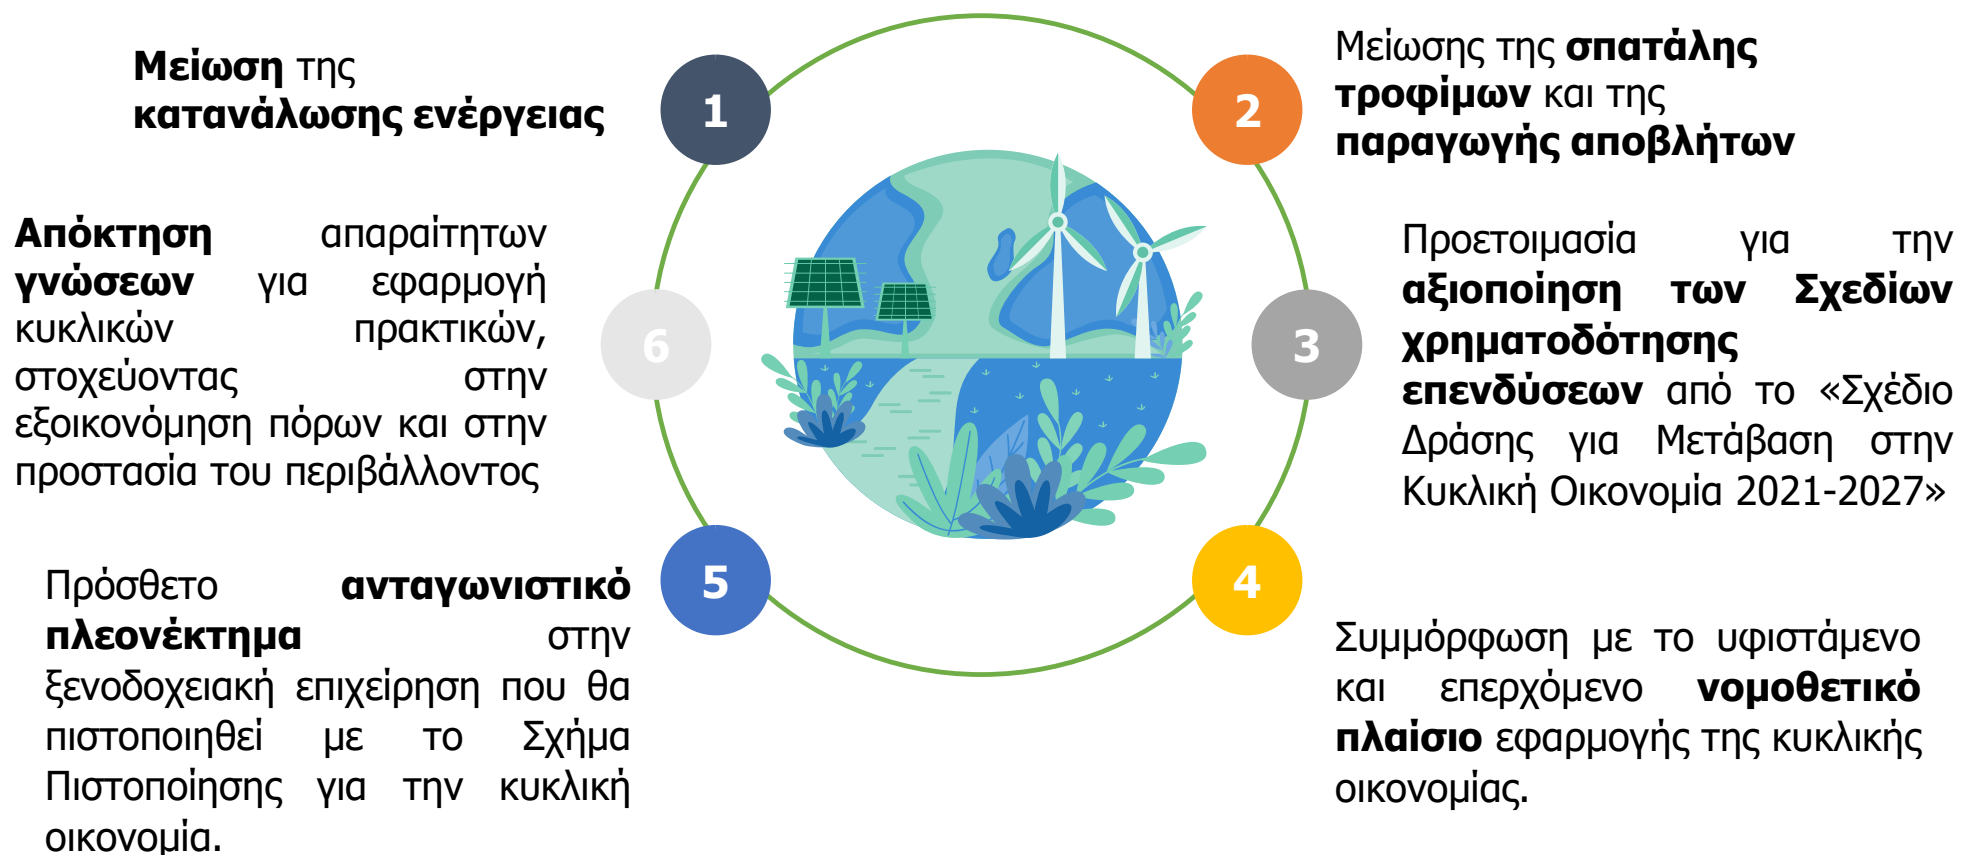 Μείωση της
κατανάλωσης ενέργειας
1
2
Μείωσης της σπατάλης
τροφίμων και της
παραγωγής αποβλήτων
3
Προετοιμασία για την
αξιοποίηση των Σχεδίων
χρηματοδότησης
επενδύσεων από το «Σχέδιο
Δράσης για Μετάβαση στην
Κυκλική Οικονομία 2021-2027»
4
Συμμόρφωση με το υφιστάμενο
και επερχόμενο νομοθετικό
πλαίσιο εφαρμογής της κυκλικής
οικονομίας.
5
Πρόσθετο ανταγωνιστικό
πλεονέκτημα στην
ξενοδοχειακή επιχείρηση που θα
πιστοποιηθεί με το Σχήμα
Πιστοποίησης για την κυκλική
οικονομία.
6
Απόκτηση απαραίτητων
γνώσεων για εφαρμογή
κυκλικών πρακτικών,
στοχεύοντας στην
εξοικονόμηση πόρων και στην
προστασία του περιβάλλοντος